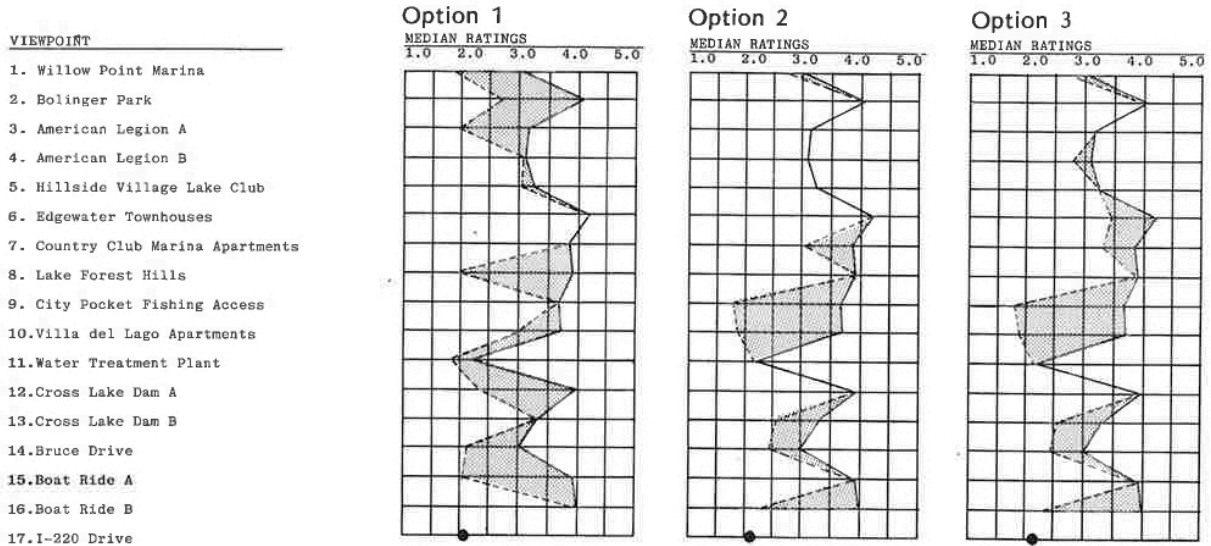 Option 1
Option 2
Option 3
VIEWPOINT
MEDIAN RATINGS
MEDIAN RATINGS
MEDIAN RATINGS
1.0 2.0 3.0 4.0 5.0
1.0 2.0 3.0 4.0 5.0
1.0 2.0 3.0 4.0 5.0
1. Willow Point Marina
2. Bolinger Park
3. American Legion A
4. American Legion B
5. Hillside Village Lake Club
6. Edgewater Townhouses
7. Country Club Marina Apartments
8. Lake Forest Hills
9. City Pocket Fishing Access
10.Villa del Lago Apartments
11.Water Treatment Plant
12.Cross Lake Dam A
13.Cross Lake Dam B
14.Bruce Drive
15.Boat Ride A
16.Boat Ride B
17.I-220 Drive